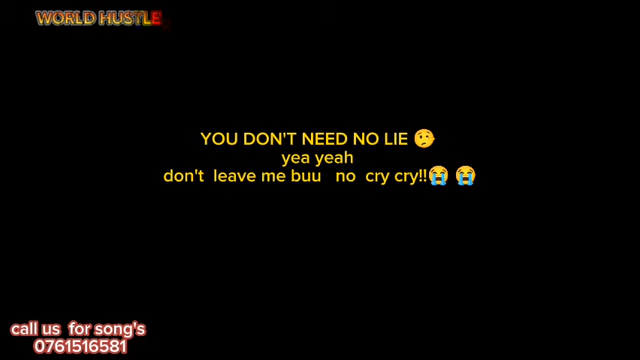 WORLD HUSTLE
YOU DON'T NEED NO LIE 🤥
yea yeah
don't leave me buu no cry cry!!😭 😭
call us for song's
0761516581